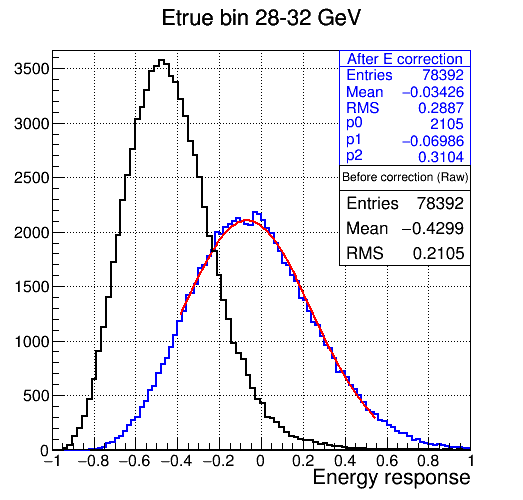 Etrue bin 28-32 GeV
After E correction
Entries 78392
Mean −0.03426
RMS 0.2887
p0 2105
p1 −0.06986
p2 0.3104
Before correction (Raw)
Entries 78392
Mean −0.4299
RMS 0.2105
3500
3000
2500
2000
1500
1000
500
0
−1 −0.8 −0.6 −0.4 −0.2 0 0.2 0.4 0.6 0.8 1
Energy response